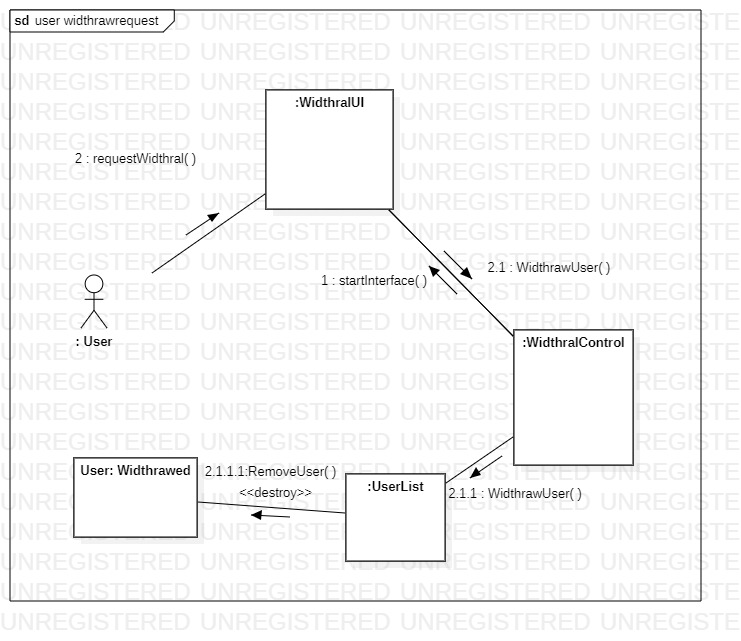 sd user widthrawrequest
UNREGISTERED UNREGISTERED UNREGISTERED UNREGISTERED
:WidthralUI
2 : requestWidthral( )
2.1 : WidthrawUser( )
1 : startInterface( )
: User
:WidthralControl
User: Widthrawed
2.1.1.1:RemoveUser( )
<<destroy>>
:UserList
2.1.1 : WidthrawUser( )